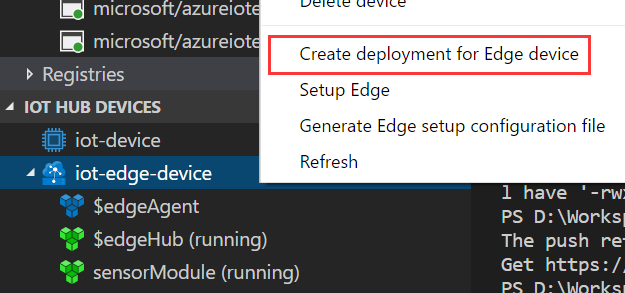 microsoft/azureiote
microsoft/azureiote
Registries
IOT HUB DEVICES
iot-device
iot-edge-device
$edgeAgent
$edgeHub (running)
sensorModule (running)
Delete device
Create deployment for Edge device
Setup Edge
Generate Edge setup configuration file
Refresh
l have '-rwx
PS D:\Worksp
The push ret
Get https:/
PS D:\Worksp